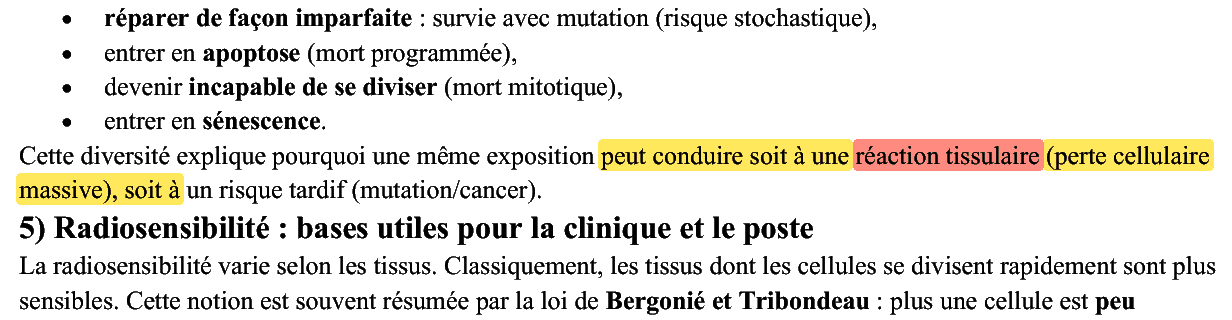 • réparer de façon imparfaite : survie avec mutation (risque stochastique),
• entrer en apoptose (mort programmée),
• devenir incapable de se diviser (mort mitotique),
• entrer en sénescence.
Cette diversité explique pourquoi une même exposition peut conduire soit à une réaction tissulaire (perte cellulaire
massive), soit à un risque tardif (mutation/cancer).
5) Radiosensibilité : bases utiles pour la clinique et le poste
La radiosensibilité varie selon les tissus. Classiquement, les tissus dont les cellules se divisent rapidement sont plus
sensibles. Cette notion est souvent résumée par la loi de Bergonié et Tribondeau : plus une cellule est peu